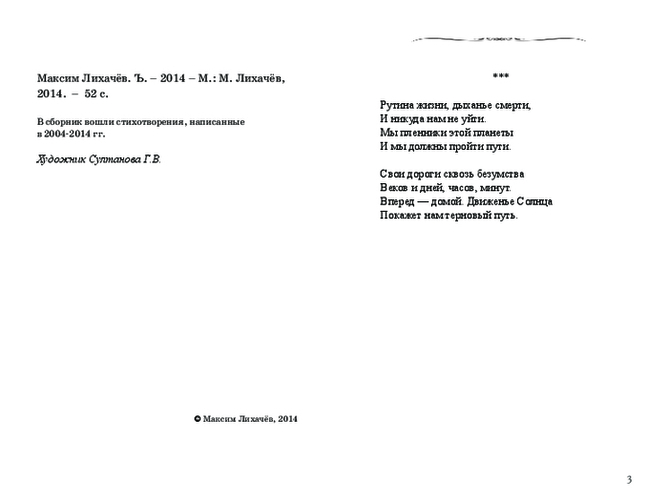 Максим Лихачёв. Ъ. – 2014 – М.: М. Лихачёв,
2014. – 52 с.
В сборник вошли стихотворения, написанные
в 2004-2014 гг.
Художник Султанова Г.В.
© Максим Лихачёв, 2014
***
Рутина жизни, дыханье смерти,
И никуда нам не уйти.
Мы пленники этой планеты
И мы должны пройти пути.
Свои дороги сквозь безумства
Веков и дней, часов, минут.
Вперед — домой. Движенье Солнца
Покажет нам терновый путь.
3